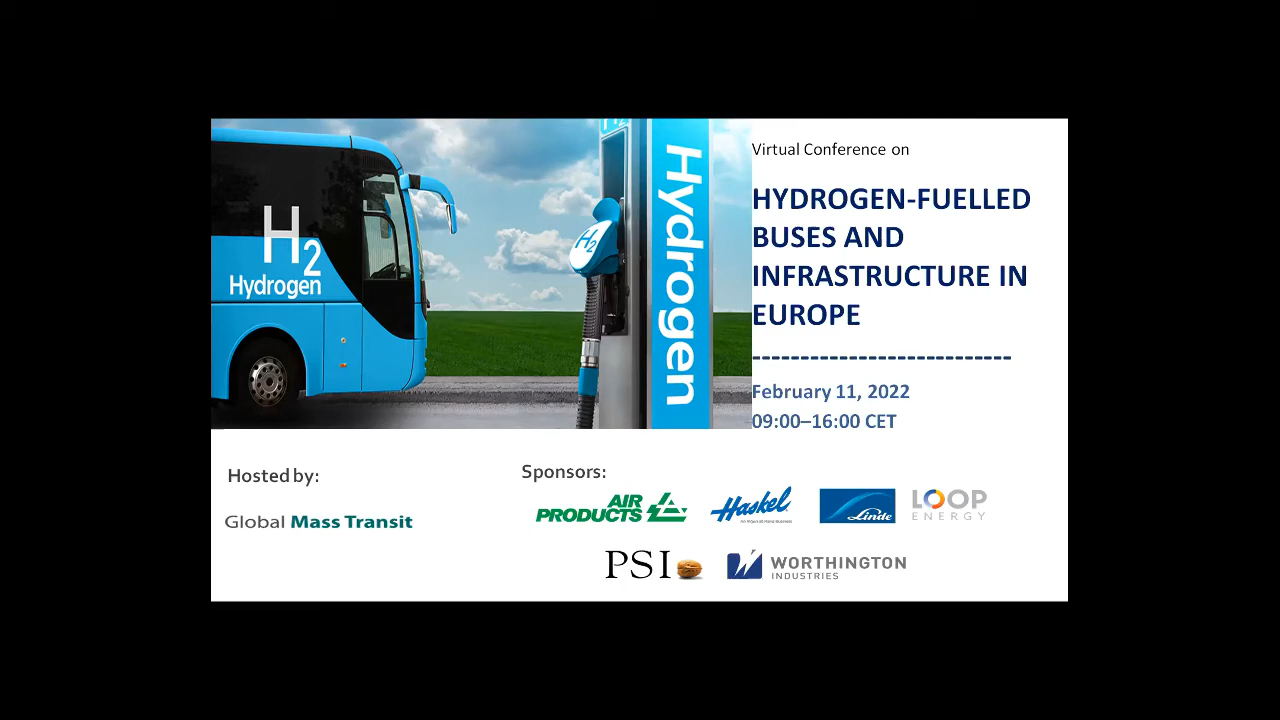 H2
Hydrogen
H2
H2
Hydrogen
Virtual Conference on
HYDROGEN-FUELLED
BUSES AND
INFRASTRUCTURE IN
EUROPE
---------------------------
February 11, 2022
09:00–16:00 CET
Hosted by:
Global Mass Transit
Sponsors:
AIR
PRODUCTS
Haskel
Linde
LOOP
ENERGY
PSI
WORTHINGTON
INDUSTRIES